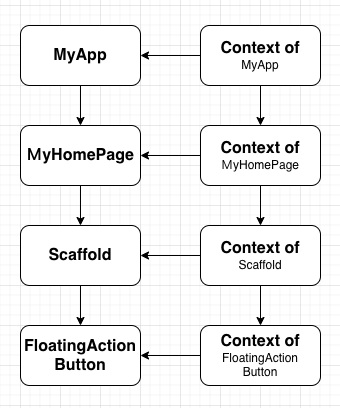 MyApp
Context of
MyApp
MyHomePage
Context of
MyHomePage
Scaffold
Context of
Scaffold
FloatingAction
Button
Context of
FloatingAction
Button